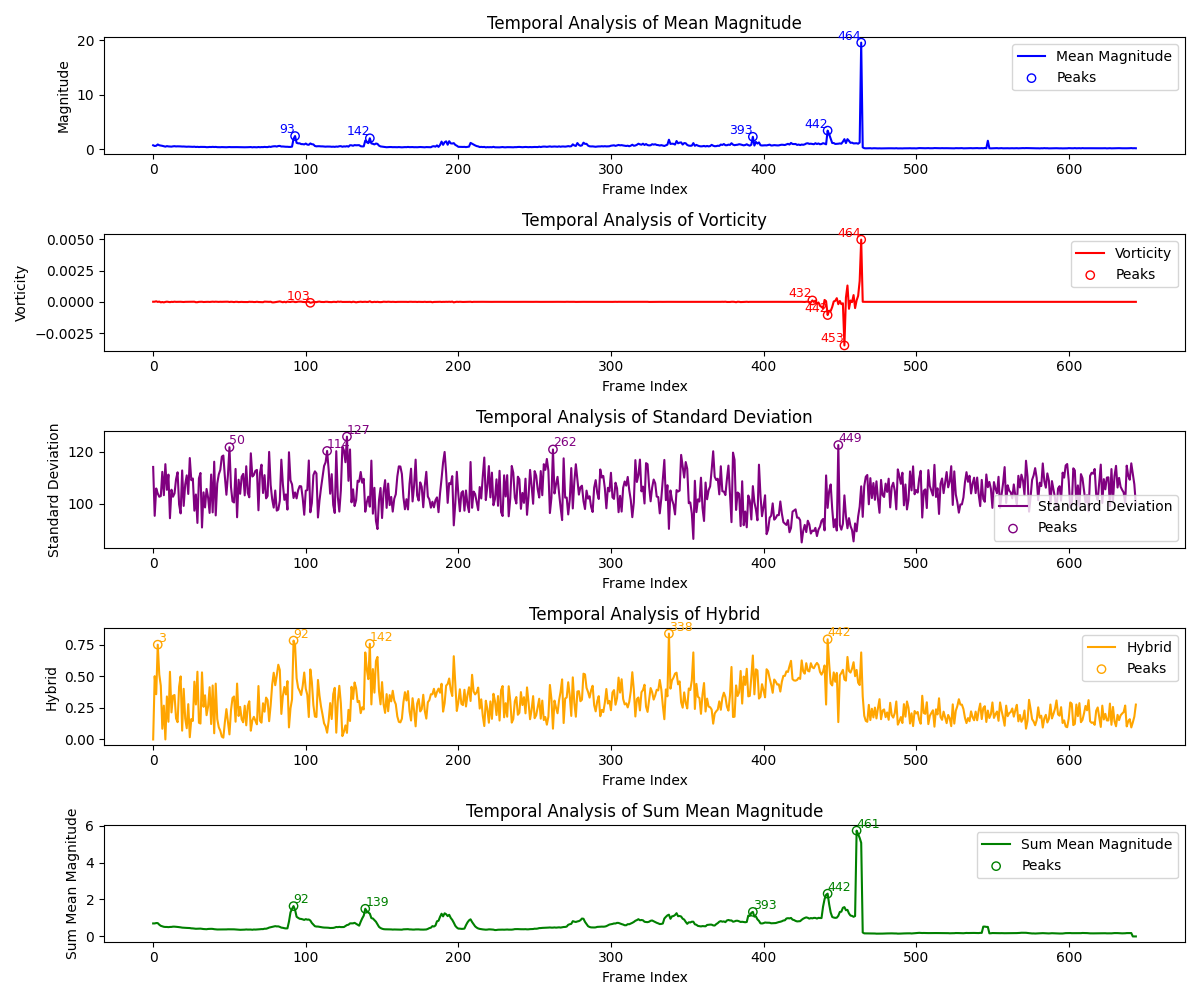 Temporal Analysis of Mean Magnitude
Magnitude
20
10
0
93
142
393
442
464
Mean Magnitude
Peaks
0 100 200 300 400 500 600
Frame Index
Temporal Analysis of Vorticity
Vorticity
0.0050
0.0025
0.0000
−0.0025
103
432
442
453
464
Vorticity
Peaks
0 100 200 300 400 500 600
Frame Index
Temporal Analysis of Standard Deviation
Standard Deviation
120
100
50
114
127
262
449
Standard Deviation
Peaks
0 100 200 300 400 500 600
Frame Index
Temporal Analysis of Hybrid
Hybrid
0.75
0.50
0.25
0.00
3
92
142
338
442
Hybrid
Peaks
0 100 200 300 400 500 600
Frame Index
Temporal Analysis of Sum Mean Magnitude
Sum Mean Magnitude
6
4
2
0
92
139
393
442
461
Sum Mean Magnitude
Peaks
0 100 200 300 400 500 600
Frame Index